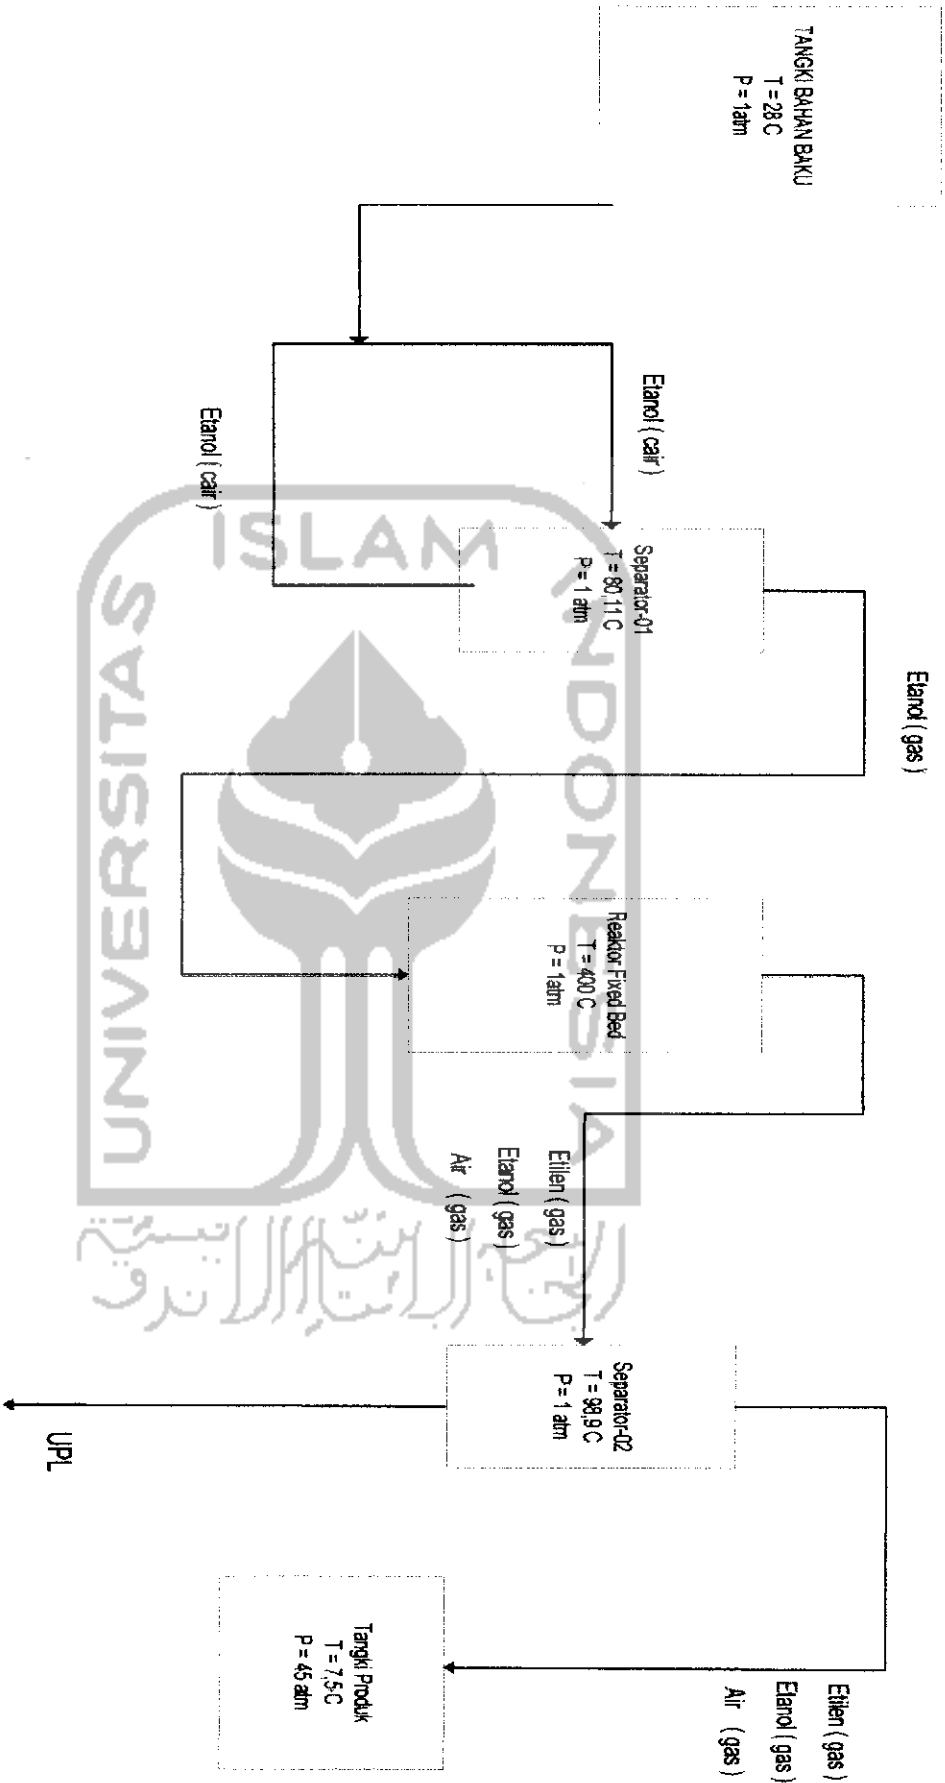 TANGKI BAHAN BAKU
T = 28 C
P = 1atm
Etanol ( cair )
Etanol ( cair )
Separator-01
T = 80,11 C
P = 1 atm
Etanol ( gas )
Reaktor Fixed Bed
T = 400 C
P = 1atm
Etilen ( gas )
Etanol ( gas )
Air ( gas )
Separator-02
T = 98,9 C
P = 1 atm
UPL
Etilen ( gas )
Etanol ( gas )
Air ( gas )
Tangki Produk
T = 7,5 C
P = 45 atm
UNIVERSITAS
ISLAM
INDONESIA